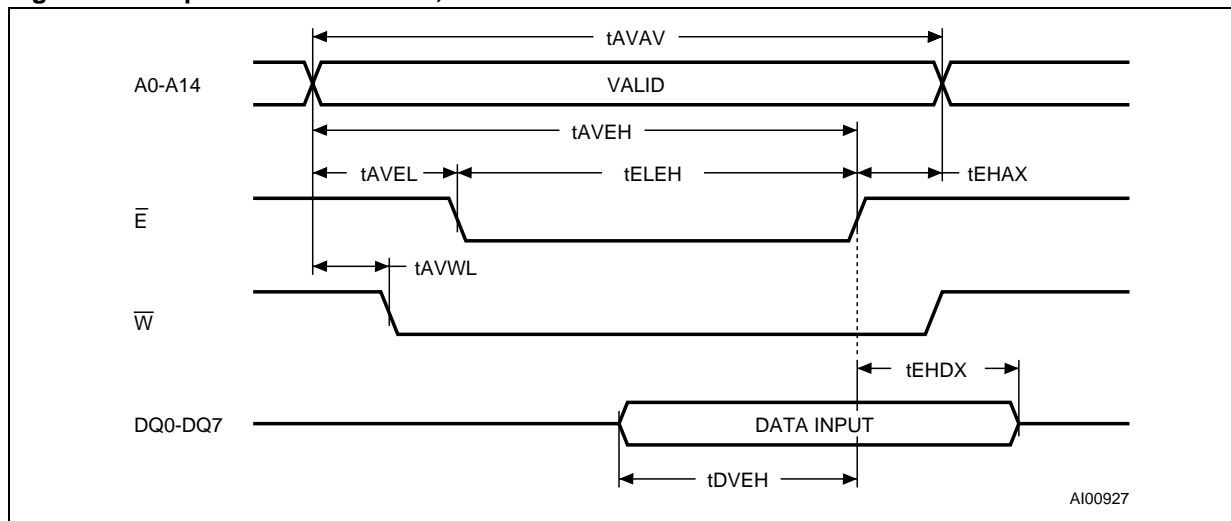 tAVAV
A0-A14
VALID
tAVEH
tAVEL
tELEH
tEHAX
E
tAVWL
W
tEHDX
DQ0-DQ7
DATA INPUT
tDVEH
AI00927